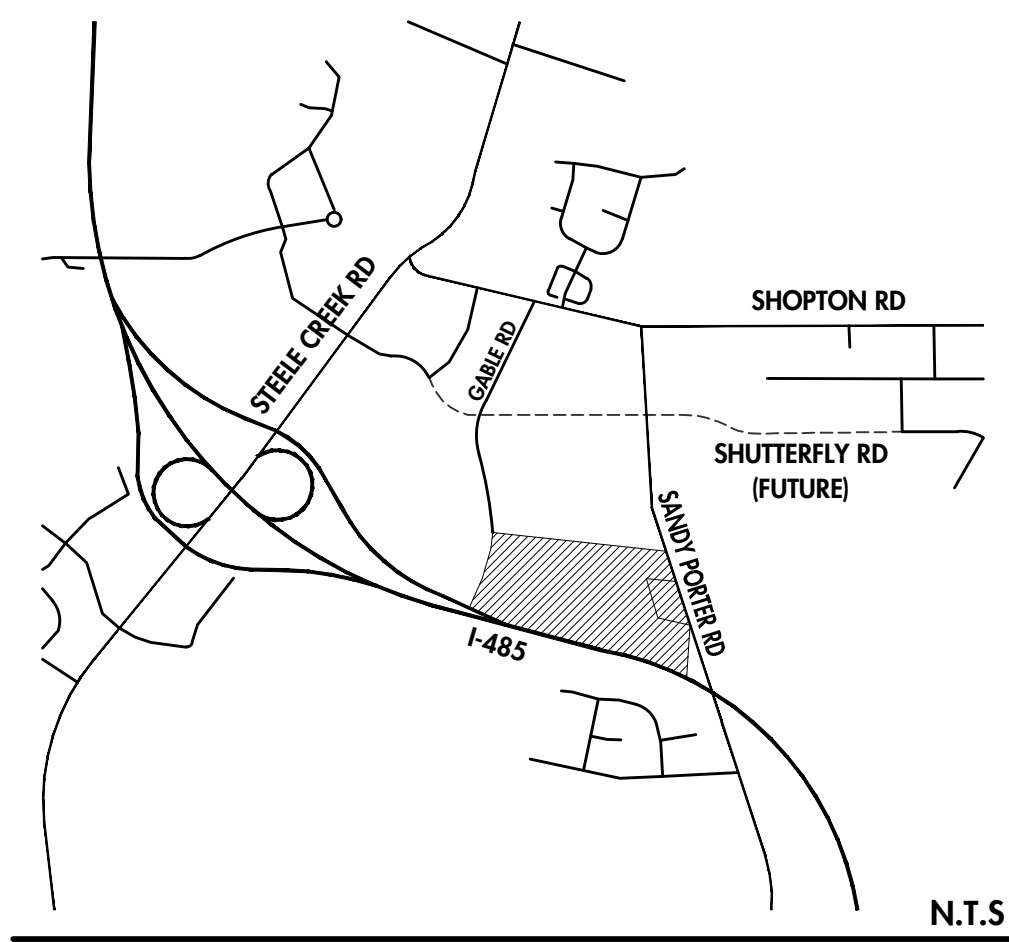 SHOPTON RD
STEELE CREEK RD
GABLE RD
SHUTTERFLY RD
(FUTURE)
SANDY PORTER RD
I-485
N.T.S